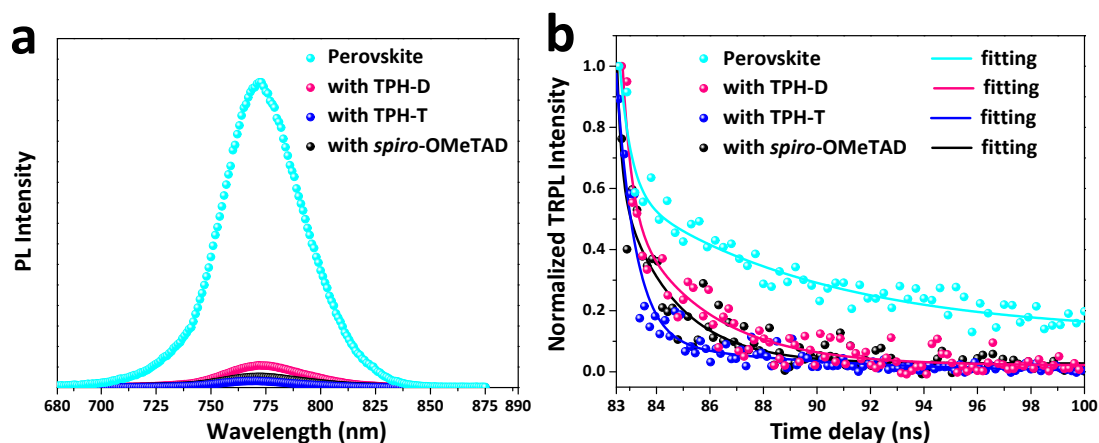 a
PL Intensity
Perovskite
with TPH-D
with TPH-T
with spiro-OMeTAD
680 700 725 750 775 800 825 850 875 890
Wavelength (nm)
b
Normalized TRPL Intensity
1.0
0.8
0.6
0.4
0.2
0.0
Perovskite fitting
with TPH-D fitting
with TPH-T fitting
with spiro-OMeTAD fitting
83 84 86 87 89 90 92 94 95 96 98 100
Time delay (ns)